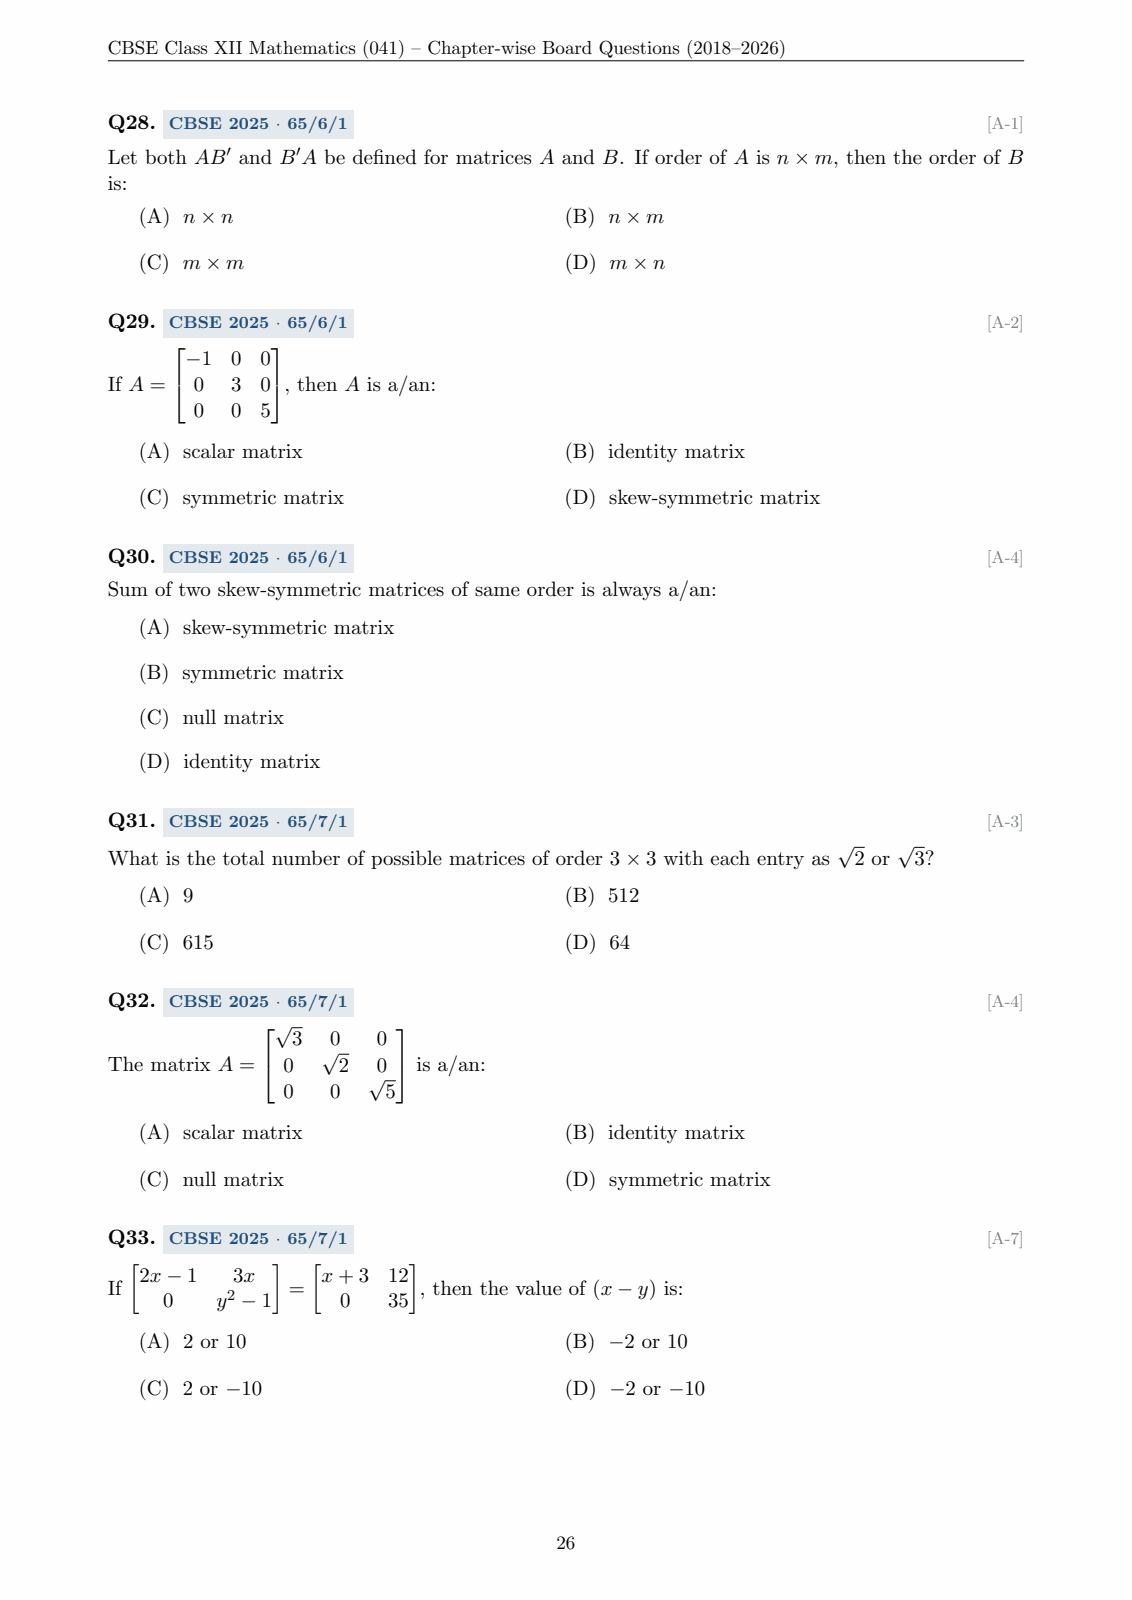 CBSE Class XII Mathematics (041) – Chapter-wise Board Questions (2018–2026)
Q28. CBSE 2025 · 65/6/1 [A-1]
Let both AB′ and B′A be defined for matrices A and B. If order of A is n × m, then the order of B
is:
(A) n × n (B) n × m
(C) m × m (D) m × n
Q29. CBSE 2025 · 65/6/1 [A-2]
If A = [−1 0 0; 0 3 0; 0 0 5], then A is a/an:
(A) scalar matrix (B) identity matrix
(C) symmetric matrix (D) skew-symmetric matrix
Q30. CBSE 2025 · 65/6/1 [A-4]
Sum of two skew-symmetric matrices of same order is always a/an:
(A) skew-symmetric matrix
(B) symmetric matrix
(C) null matrix
(D) identity matrix
Q31. CBSE 2025 · 65/7/1 [A-3]
What is the total number of possible matrices of order 3 × 3 with each entry as √2 or √3?
(A) 9 (B) 512
(C) 615 (D) 64
Q32. CBSE 2025 · 65/7/1 [A-4]
The matrix A = [√3 0 0; 0 √2 0; 0 0 √5] is a/an:
(A) scalar matrix (B) identity matrix
(C) null matrix (D) symmetric matrix
Q33. CBSE 2025 · 65/7/1 [A-7]
If [2x − 1 3x; 0 y² − 1] = [x + 3 12; 0 35], then the value of (x − y) is:
(A) 2 or 10 (B) −2 or 10
(C) 2 or −10 (D) −2 or −10
26